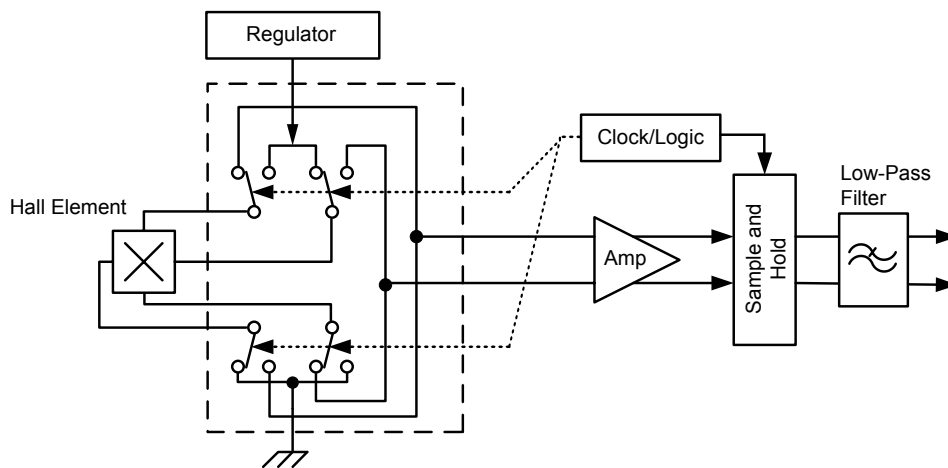 Regulator
Clock/Logic
Hall Element
Amp
Sample and
Hold
Low-Pass
Filter